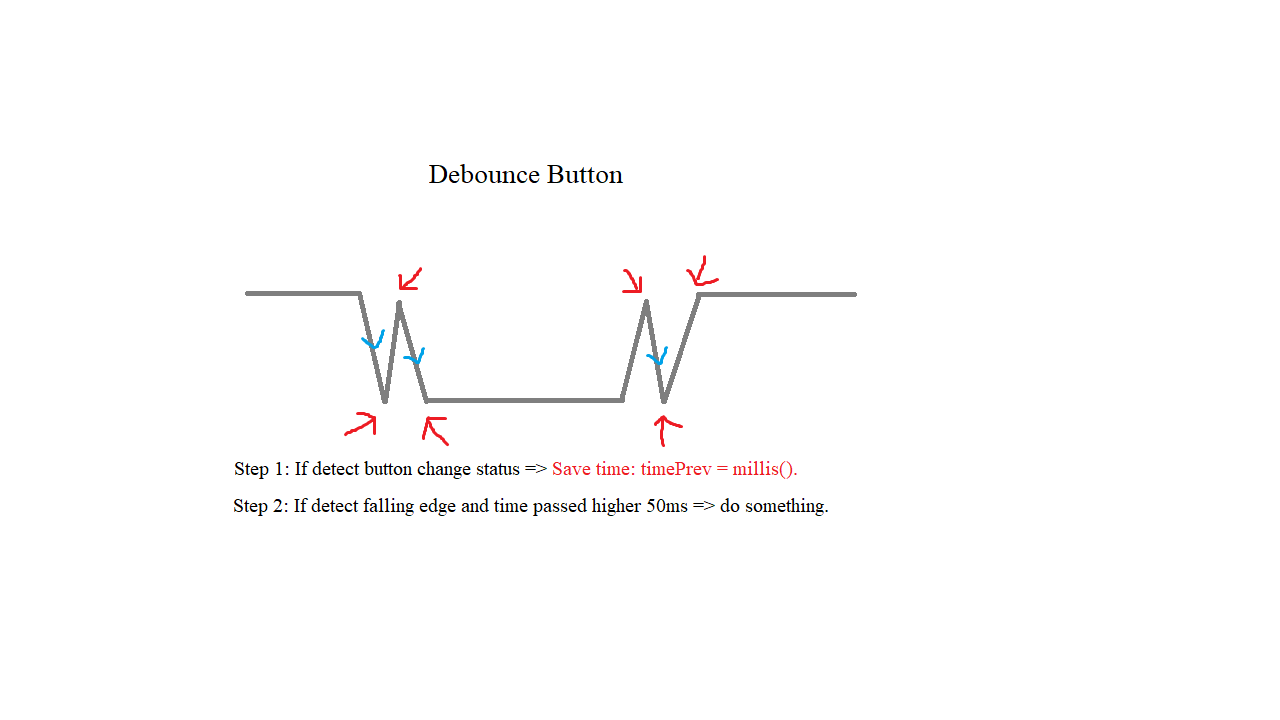 Debounce Button
Step 1: If detect button change status => Save time: timePrev = millis().
Step 2: If detect falling edge and time passed higher 50ms => do something.